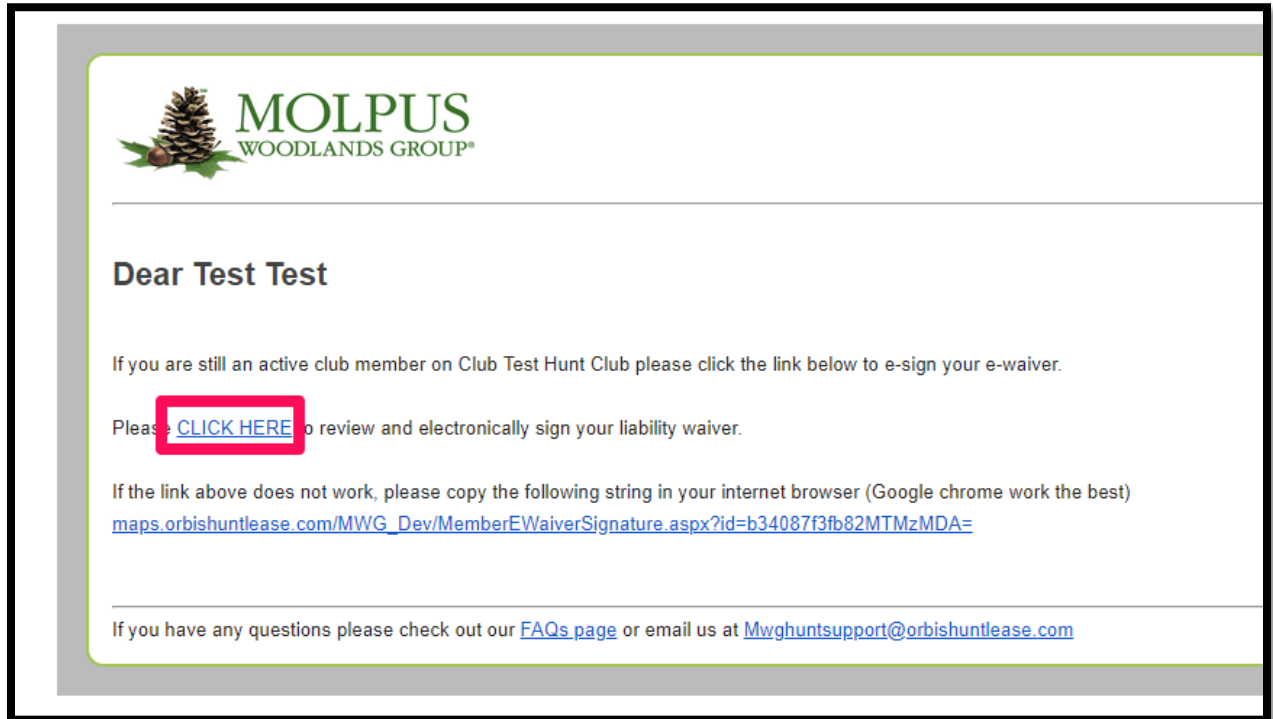 MOLPUS
WOODLANDS GROUP®
Dear Test Test
If you are still an active club member on Club Test Hunt Club please click the link below to e-sign your e-waiver.
Please CLICK HERE o review and electronically sign your liability waiver.
If the link above does not work, please copy the following string in your internet browser (Google chrome work the best)
maps.orbishuntlease.com/MWG_Dev/MemberEWaiverSignature.aspx?id=b34087f3fb82MTMzMDA=
If you have any questions please check out our FAQs page or email us at Mwghuntsupport@orbishuntlease.com